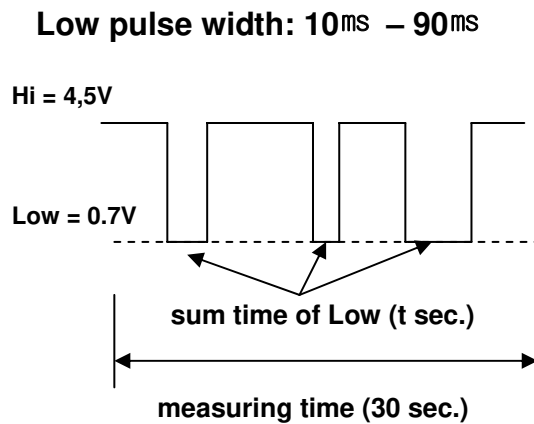 Low pulse width: 10㎳ – 90㎳
Hi = 4,5V
Low = 0.7V
sum time of Low (t sec.)
measuring time (30 sec.)